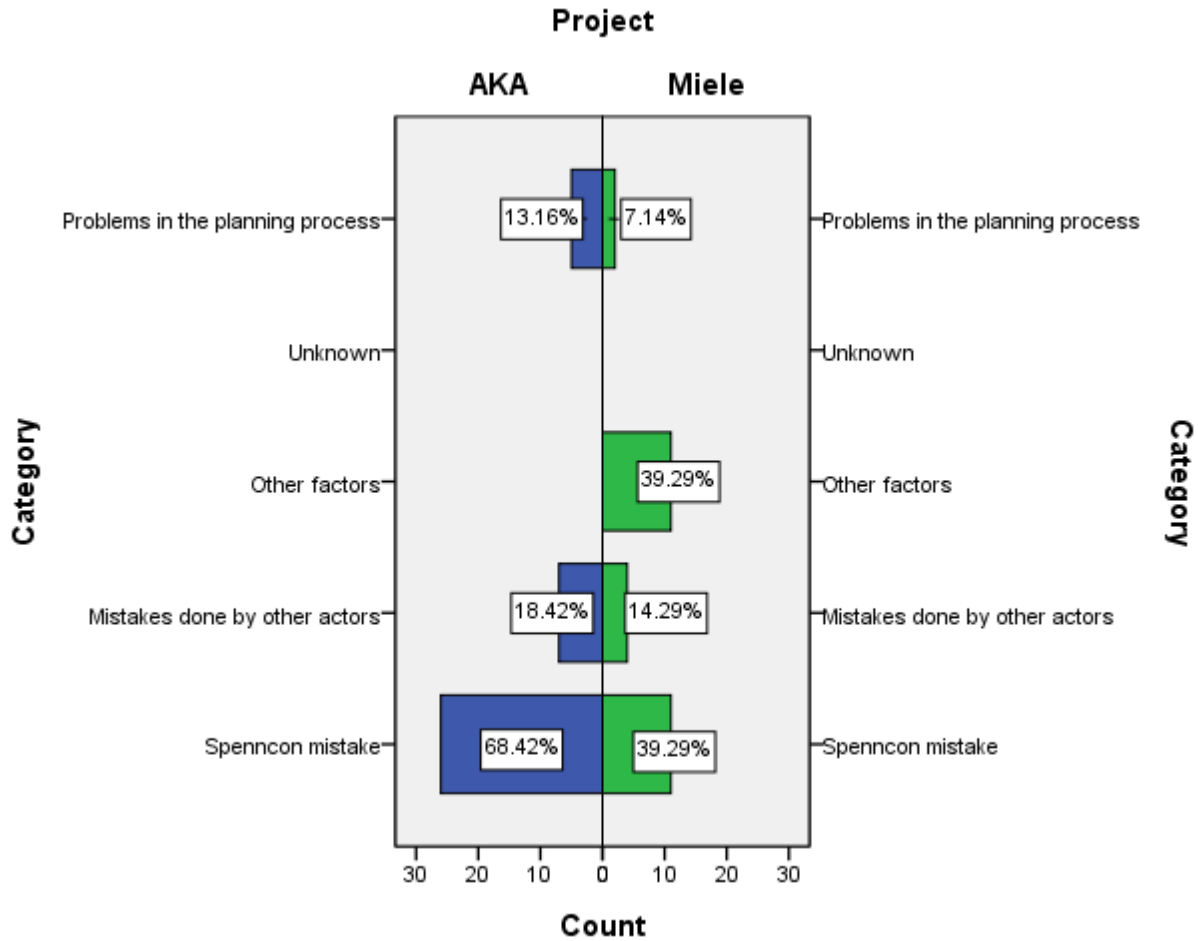 Project
AKA Miele
Problems in the planning process 13.16% 7.14% Problems in the planning process
Unknown Unknown
Other factors 39.29% Other factors
Mistakes done by other actors 18.42% 14.29% Mistakes done by other actors
Spenncon mistake 68.42% 39.29% Spenncon mistake
Category
Category
30 20 10 0 10 20 30
Count